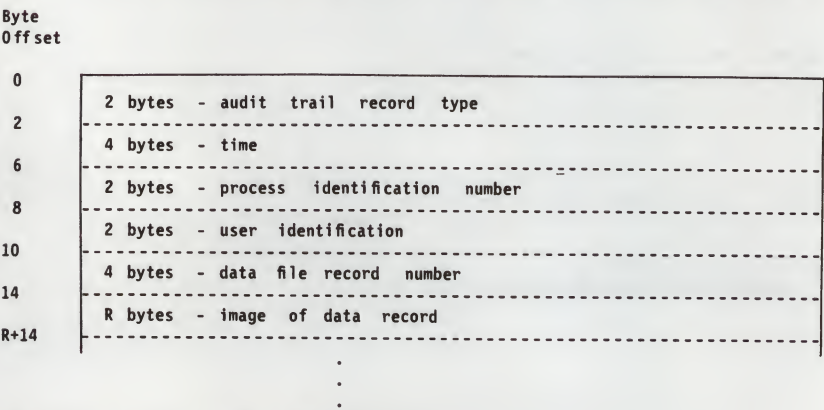 Byte
Offset
0
2 bytes - audit trail record type
2
4 bytes - time
6
2 bytes - process identification number
8
2 bytes - user identification
10
4 bytes - data file record number
14
R bytes - image of data record
R+14
.
.
.